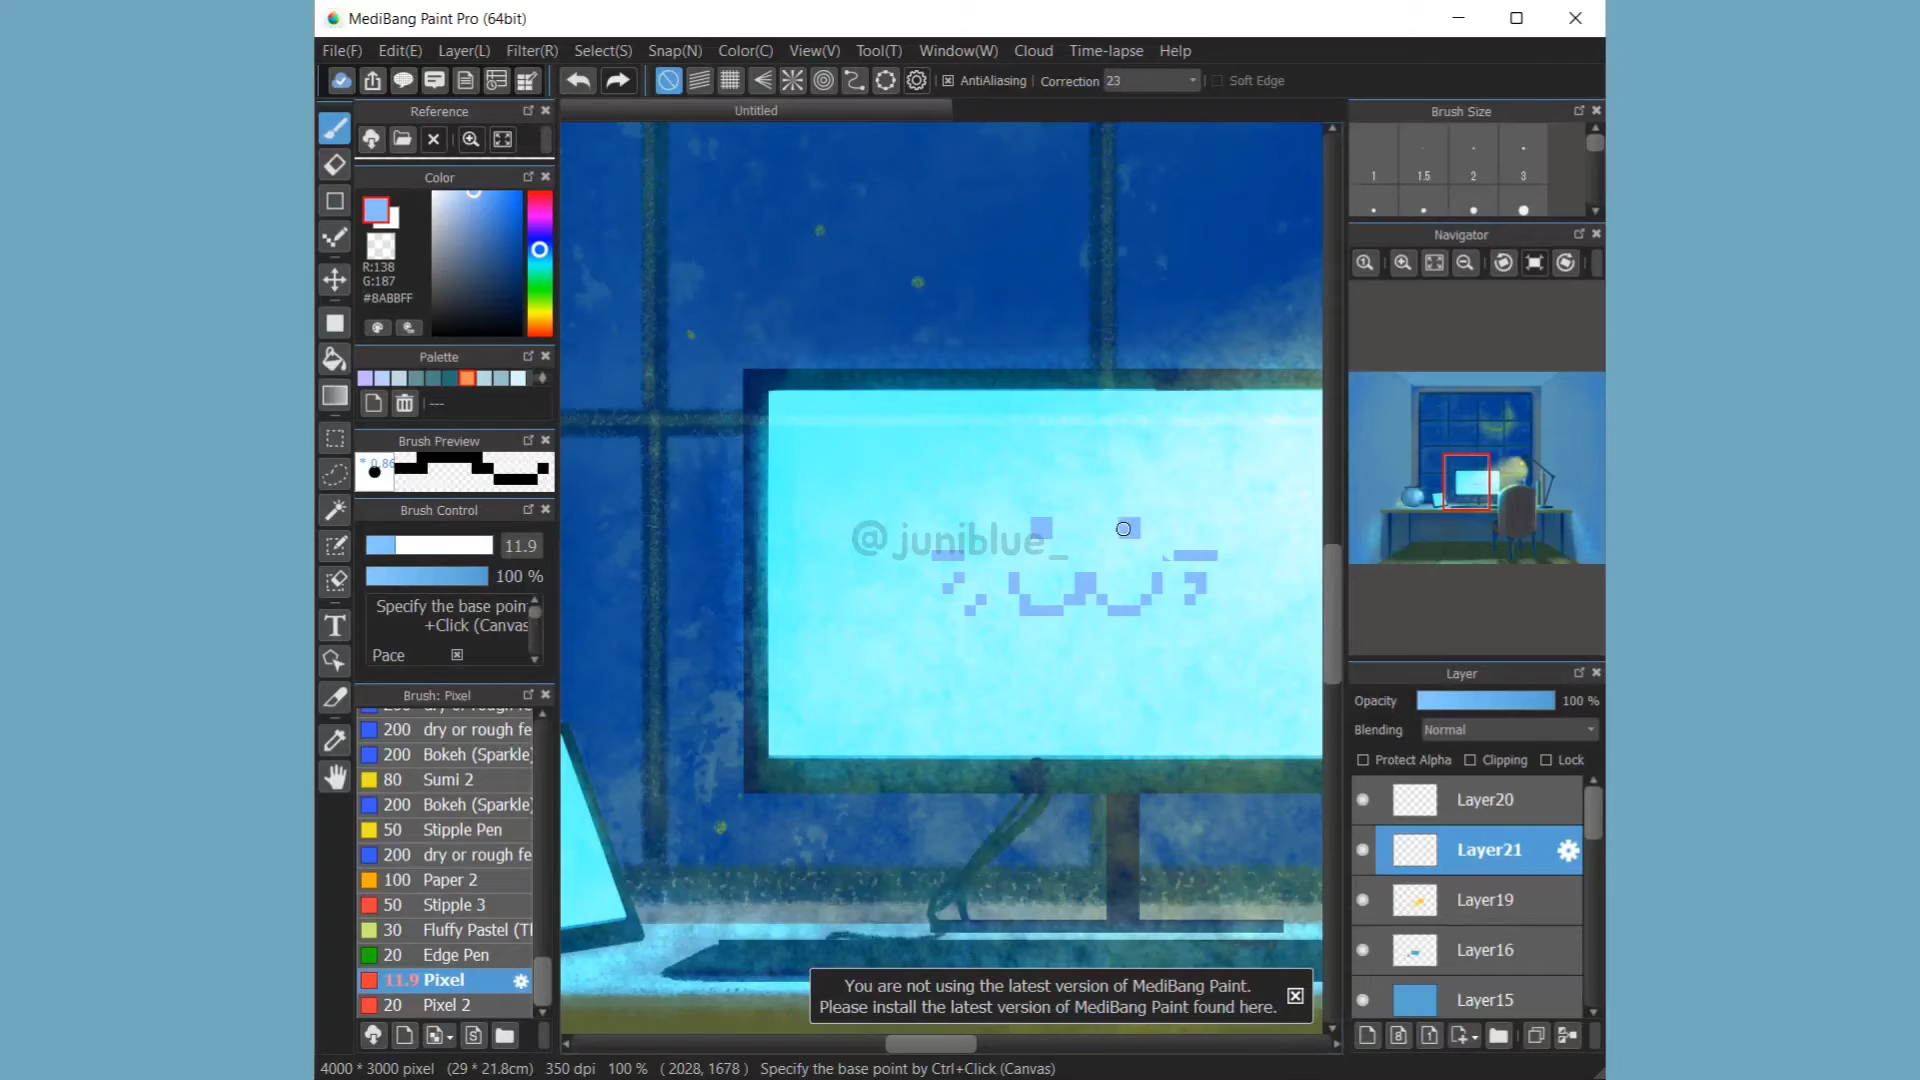 MediBang Paint Pro (64bit)
File(F) Edit(E) Layer(L) Filter(R) Select(S) Snap(N) Color(C) View(V) Tool(T) Window(W) Cloud Time-lapse Help
AntiAliasing Correction 23 Soft Edge
Reference
Untitled
Brush Size
1 1.5 2 3
Color
R:138
G:187
#8ABBFF
Navigator
Palette
---
Brush Preview
* 0.86
Brush Control
11.9
100 %
Specify the base poin
+Click (Canvas
Pace
@juniblue_
Brush: Pixel
200 dry or rough fe
200 Bokeh (Sparkle)
80 Sumi 2
200 Bokeh (Sparkle)
50 Stipple Pen
200 dry or rough fe
100 Paper 2
50 Stipple 3
30 Fluffy Pastel (Tl
20 Edge Pen
11.9 Pixel
20 Pixel 2
Layer
Opacity 100 %
Blending Normal
Protect Alpha Clipping Lock
Layer20
Layer21
Layer19
Layer16
Layer15
You are not using the latest version of MediBang Paint.
Please install the latest version of MediBang Paint found here.
4000 * 3000 pixel (29 * 21.8cm) 350 dpi 100 % ( 2028, 1678 ) Specify the base point by Ctrl+Click (Canvas)